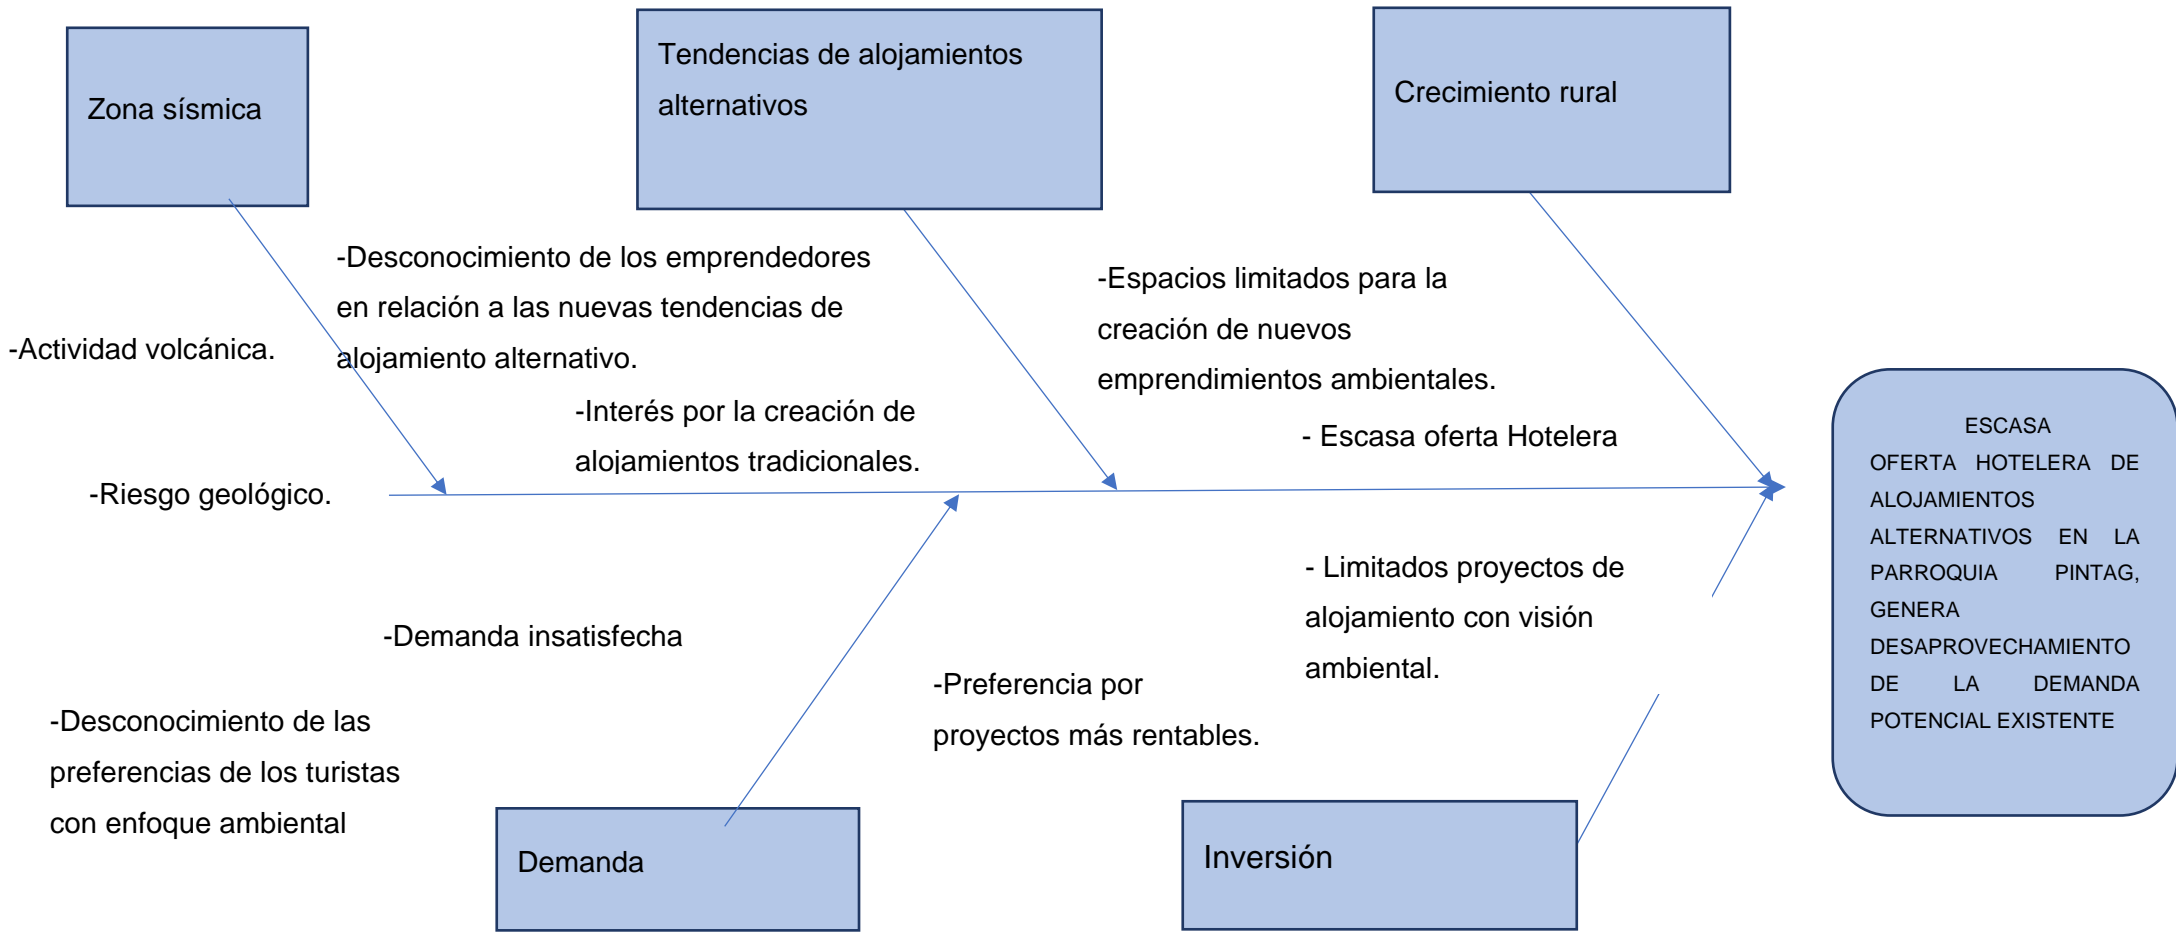 Zona sísmica
Tendencias de alojamientos
alternativos
Crecimiento rural
-Actividad volcánica.
-Riesgo geológico.
-Desconocimiento de los emprendedores
en relación a las nuevas tendencias de
alojamiento alternativo.
-Interés por la creación de
alojamientos tradicionales.
-Espacios limitados para la
creación de nuevos
emprendimientos ambientales.
- Escasa oferta Hotelera
-Demanda insatisfecha
-Desconocimiento de las
preferencias de los turistas
con enfoque ambiental
-Preferencia por
proyectos más rentables.
- Limitados proyectos de
alojamiento con visión
ambiental.
Demanda
Inversión
ESCASA
OFERTA HOTELERA DE
ALOJAMIENTOS
ALTERNATIVOS EN LA
PARROQUIA PINTAG,
GENERA
DESAPROVECHAMIENTO
DE LA DEMANDA
POTENCIAL EXISTENTE